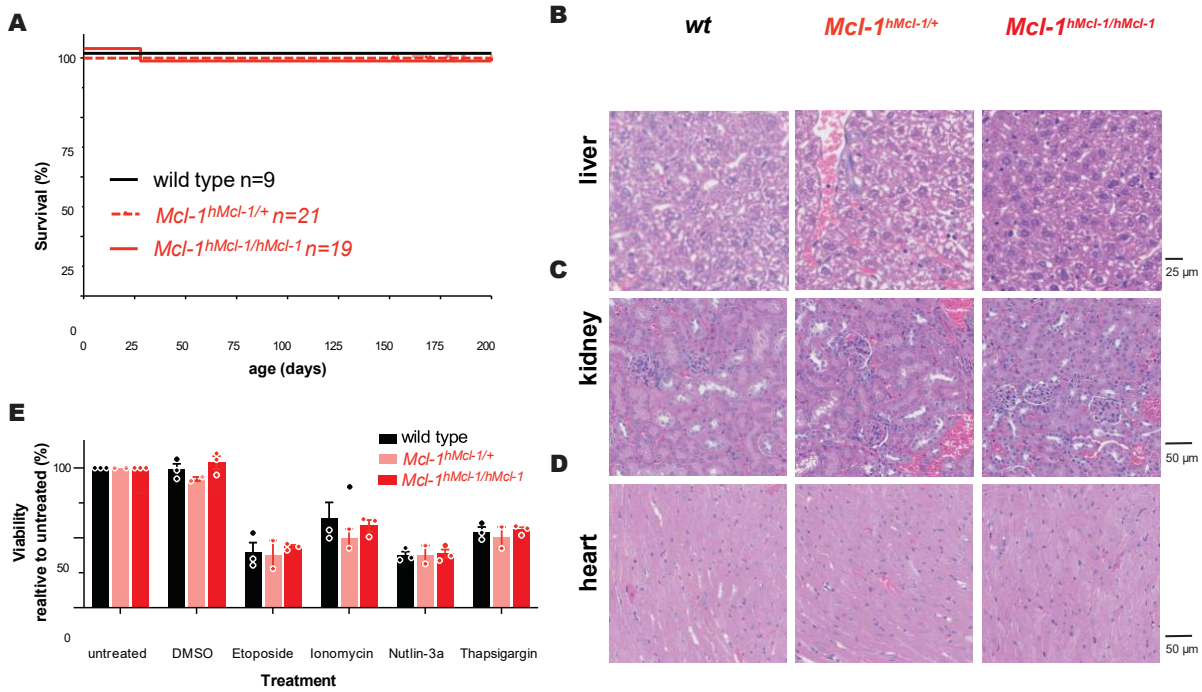 A
Survival (%)
100
75
50
25
0
wild type n=9
Mcl-1hMcl-1/+ n=21
Mcl-1hMcl-1/hMcl-1 n=19
0 25 50 75 100 125 150 175 200
age (days)
B
wt Mcl-1hMcl-1/+ Mcl-1hMcl-1/hMcl-1
liver
25 µm
C
kidney
50 µm
D
heart
50 µm
E
Viability
realtive to untreated (%)
100
50
0
wild type
Mcl-1hMcl-1/+
Mcl-1hMcl-1/hMcl-1
untreated DMSO Etoposide Ionomycin Nutlin-3a Thapsigargin
Treatment